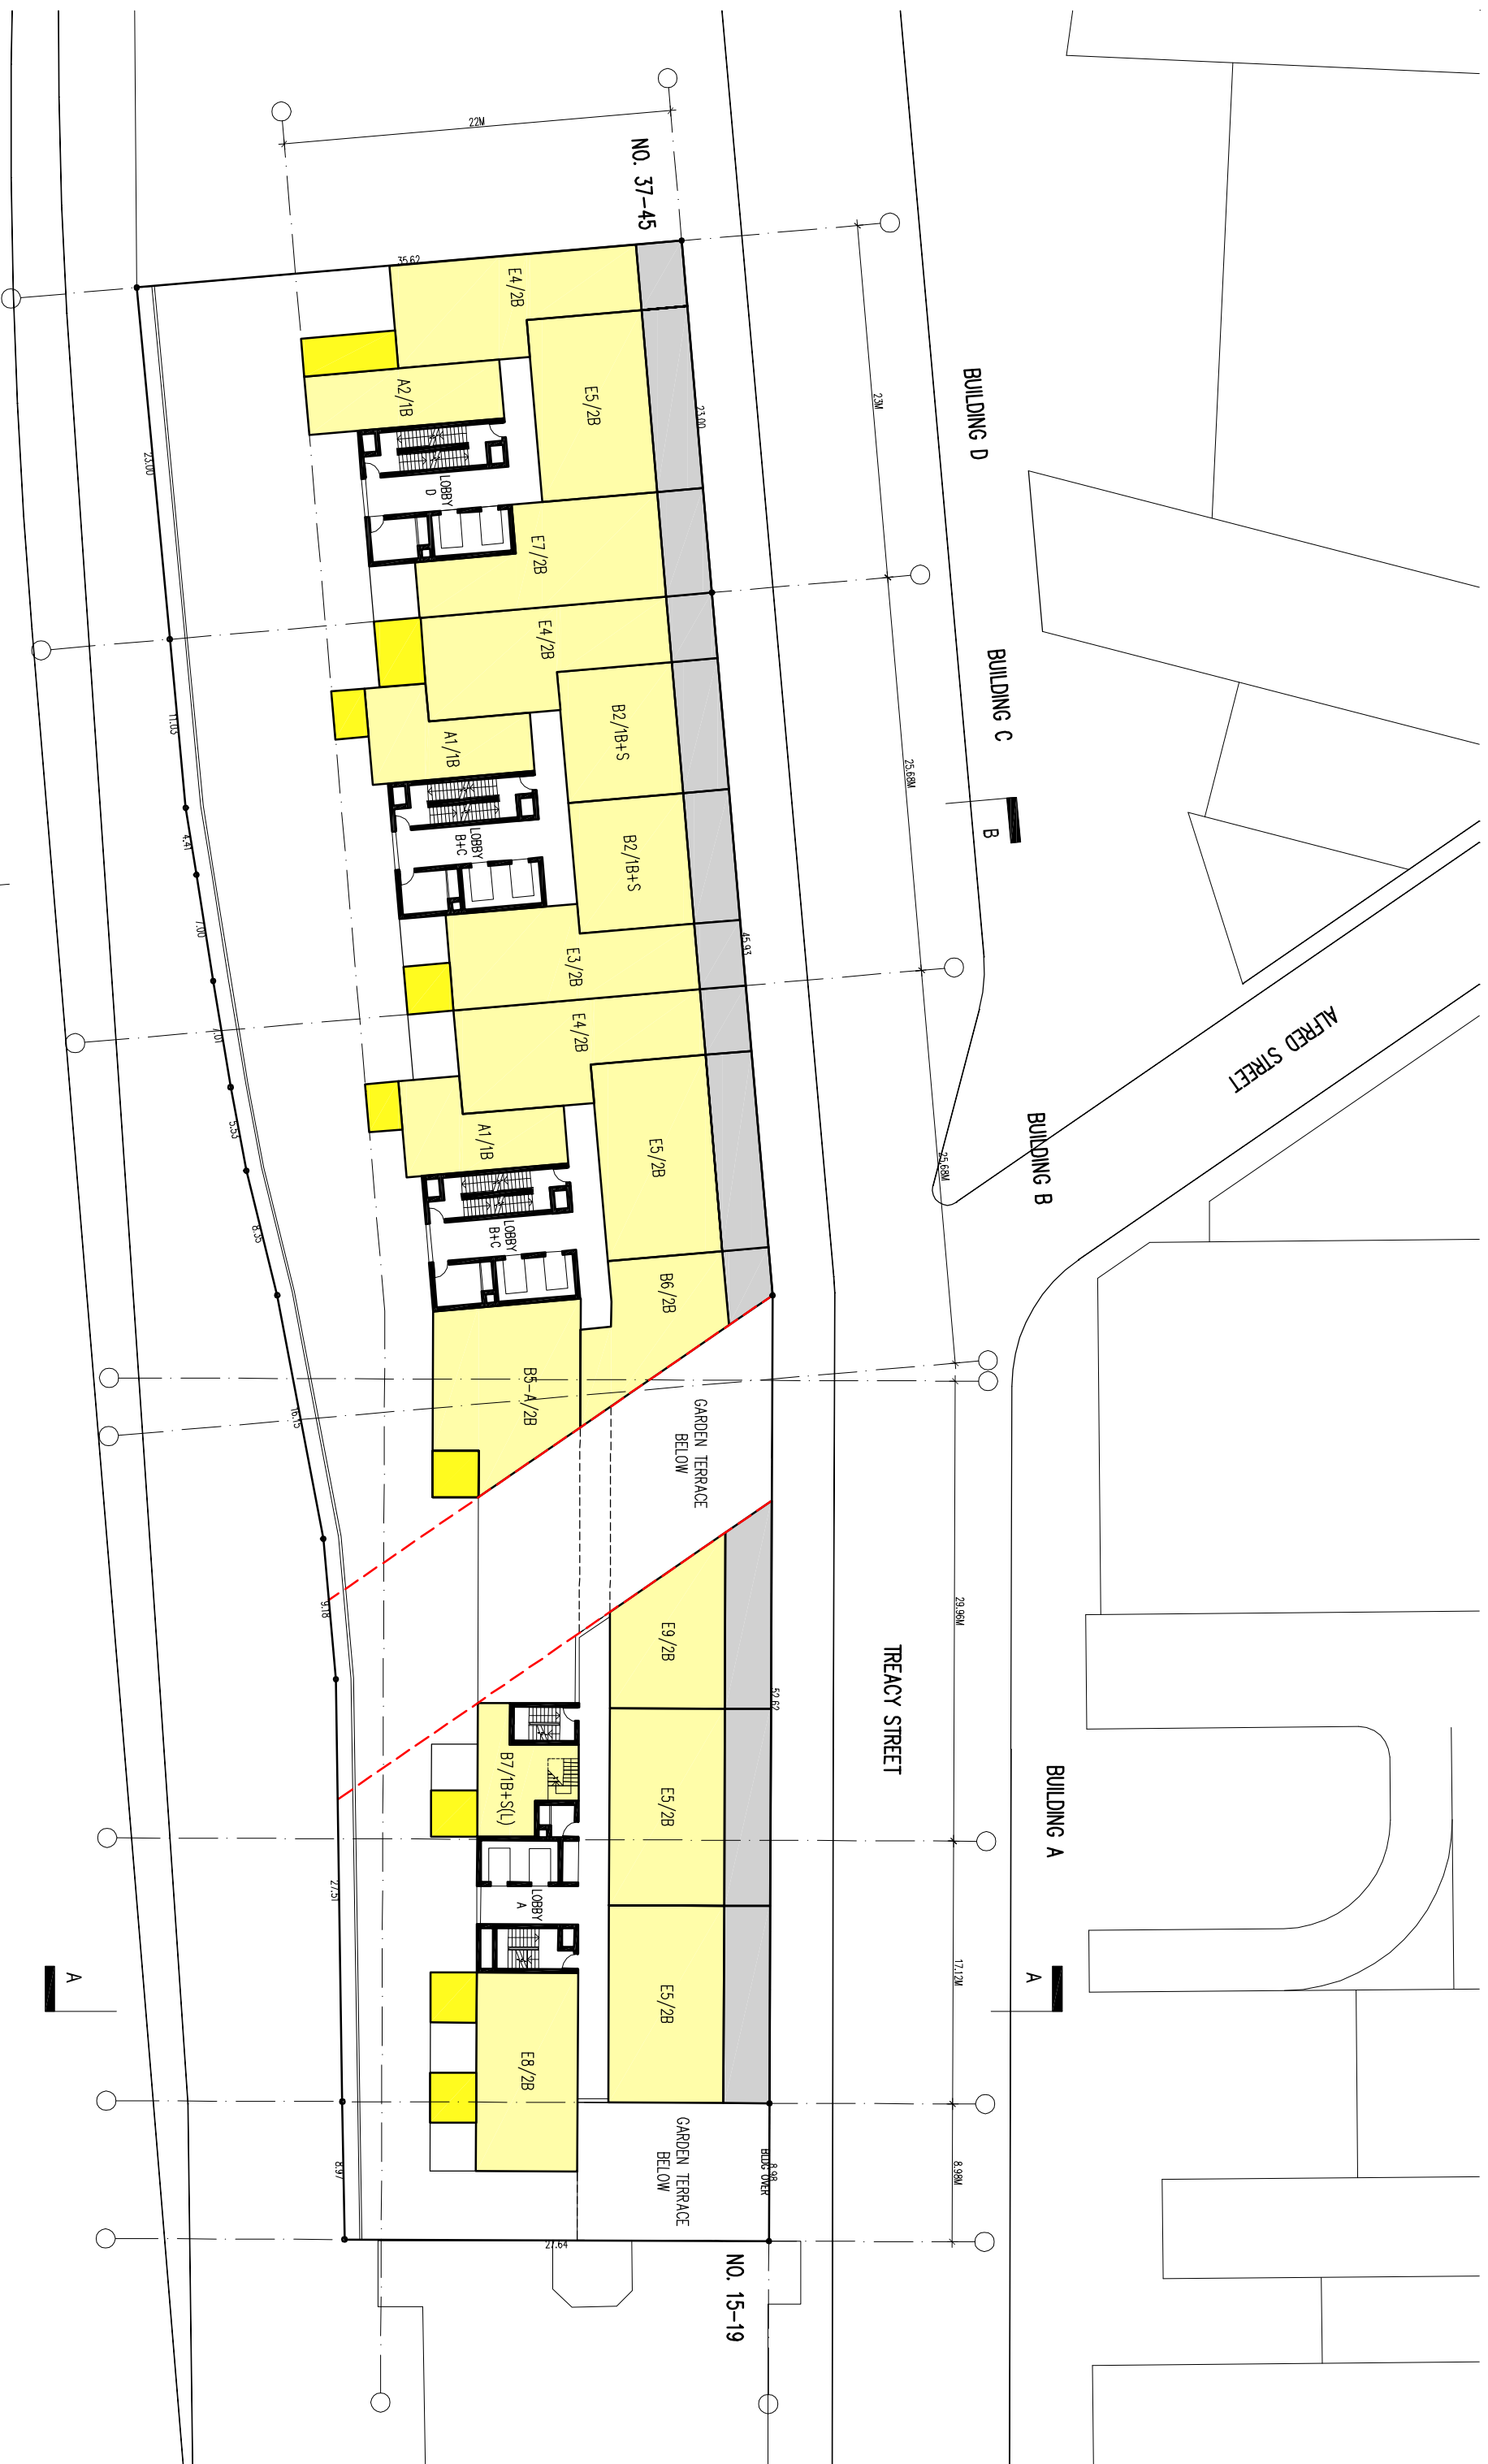 22M
NO. 37-45
35.62
E4/2B
E5/2B
A2/1B
23.00
23M
BUILDING D
23.00
LOBBY
D
E7/2B
E4/2B
BUILDING C
B2/1B+S
A1/1B
11.03
25.68M
B
4.41
LOBBY
B+C
B2/1B+S
7.00
45.93
E3/2B
7.01
E4/2B
ALFRED STREET
5.53
A1/1B
E5/2B
BUILDING B
25.68M
8.35
LOBBY
B+C
B6/2B
16.15
B5-A/2B
GARDEN TERRACE
BELOW
9.18
E9/2B
29.96M
TREACY STREET
52.62
B7/1B+S(L)
E5/2B
BUILDING A
27.51
LOBBY
A
A
E5/2B
17.12M
A
E8/2B
GARDEN TERRACE
BELOW
8.97
8.98
BLDG OVER
8.98M
27.64
NO. 15-19